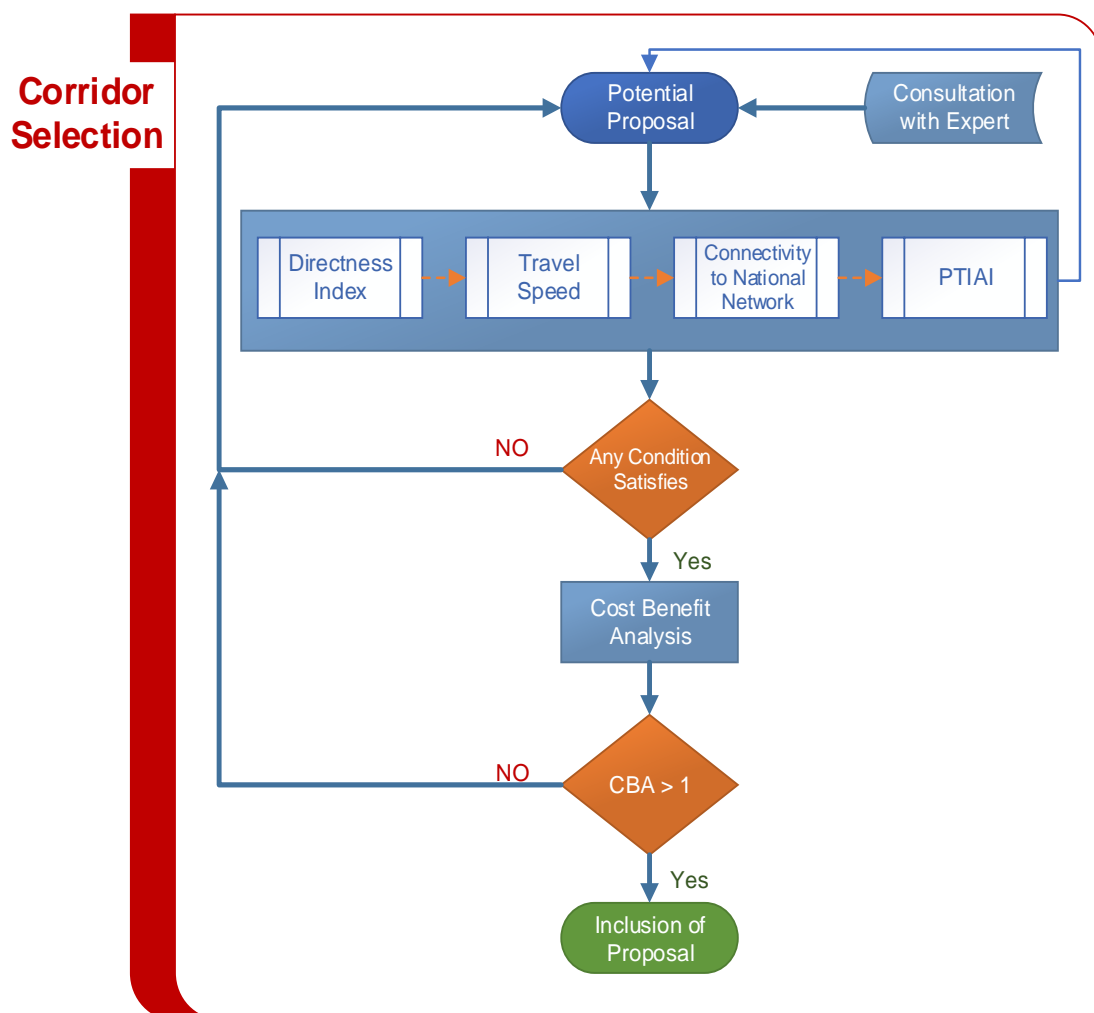 Corridor
Selection
Potential
Proposal
Consultation
with Expert
Directness
Index
Travel
Speed
Connectivity
to National
Network
PTIAI
NO
Any Condition
Satisfies
Yes
Cost Benefit
Analysis
NO
CBA > 1
Yes
Inclusion of
Proposal